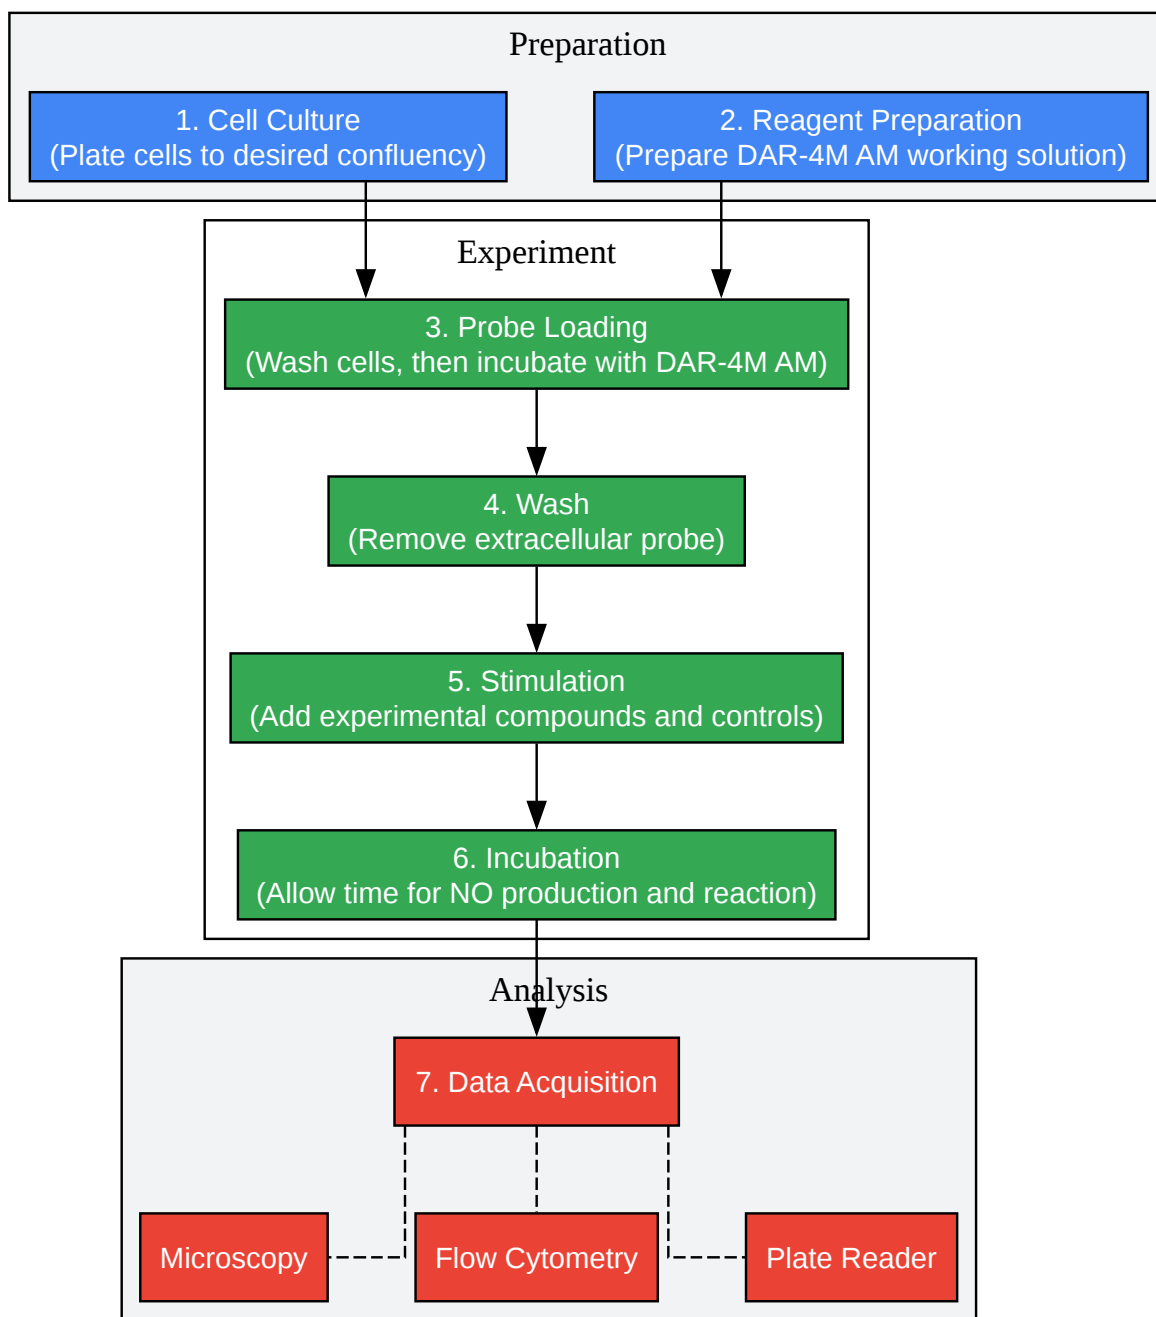 Preparation
1. Cell Culture
(Plate cells to desired confluency)
2. Reagent Preparation
(Prepare DAR-4M AM working solution)
Experiment
3. Probe Loading
(Wash cells, then incubate with DAR-4M AM)
4. Wash
(Remove extracellular probe)
5. Stimulation
(Add experimental compounds and controls)
6. Incubation
(Allow time for NO production and reaction)
Analysis
7. Data Acquisition
Microscopy
Flow Cytometry
Plate Reader